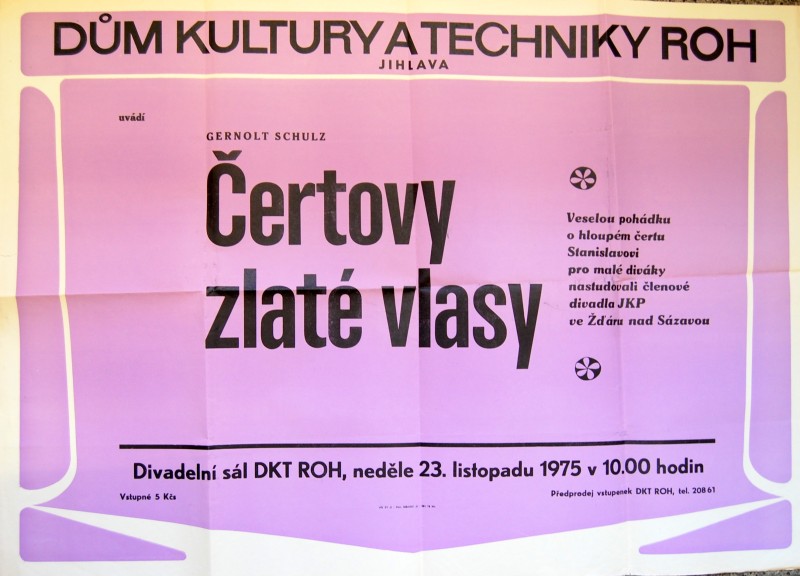 DŮM KULTURY A TECHNIKY ROH
JIHLAVA
uvádí
GERNOLT SCHULZ
Čertovy
zlaté vlasy
Veselou pohádku
o hloupém čertu
Stanislavovi
pro malé diváky
nastudovali členové
divadla JKP
ve Žďáru nad Sázavou
Divadelní sál DKT ROH, neděle 23. listopadu 1975 v 10.00 hodin
Vstupné 5 Kčs
Předprodej vstupenek DKT ROH, tel. 208 61